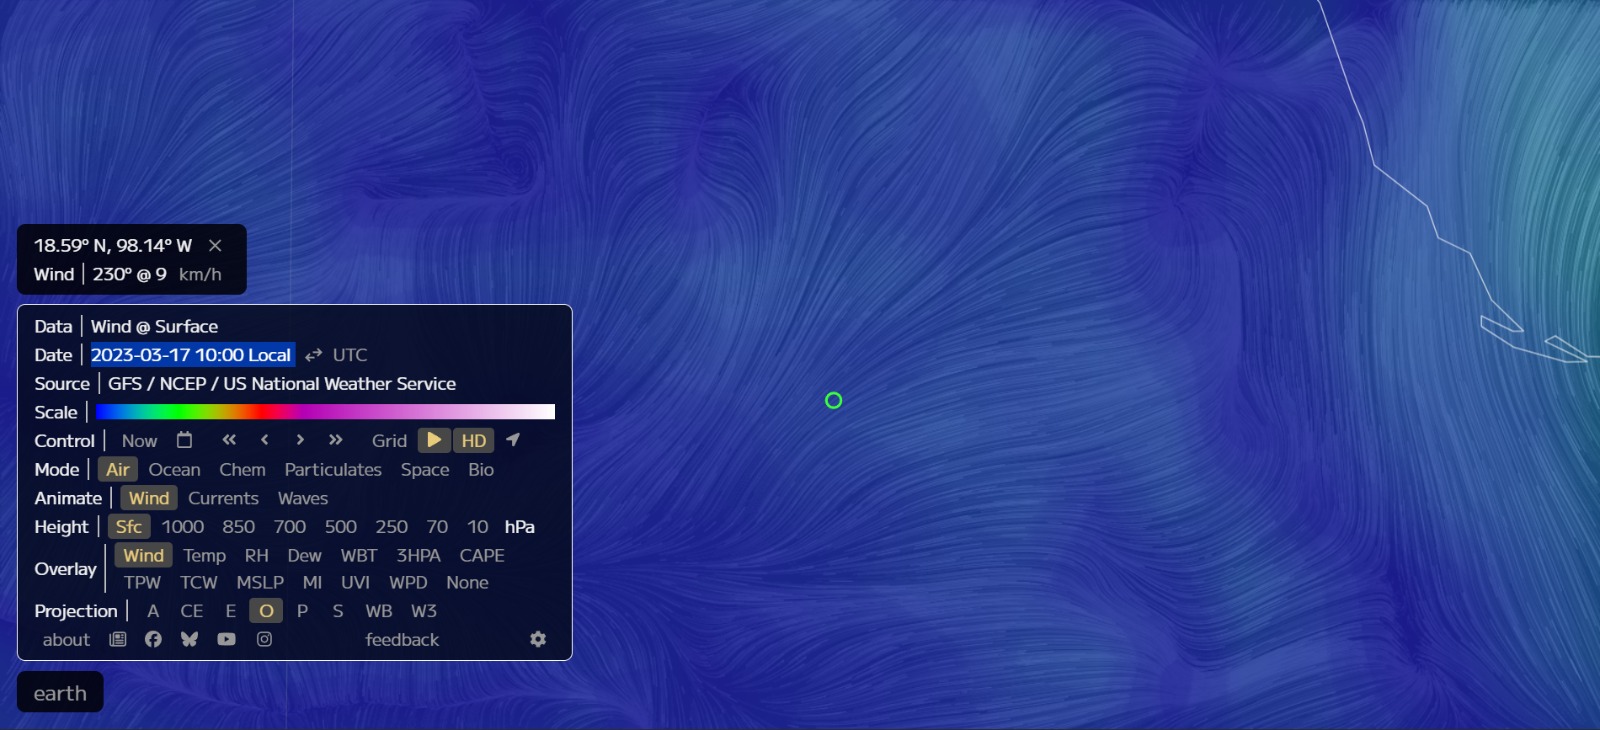 18.59° N, 98.14° W ×
Wind | 230° @ 9 km/h
Data | Wind @ Surface
Date | 2023-03-17 10:00 Local ⇄ UTC
Source | GFS / NCEP / US National Weather Service
Scale |
Control | Now « ‹ › » Grid HD
Mode | Air Ocean Chem Particulates Space Bio
Animate | Wind Currents Waves
Height | Sfc 1000 850 700 500 250 70 10 hPa
Overlay | Wind Temp RH Dew WBT 3HPA CAPE
TPW TCW MSLP MI UVI WPD None
Projection | A CE E O P S WB W3
about feedback
earth